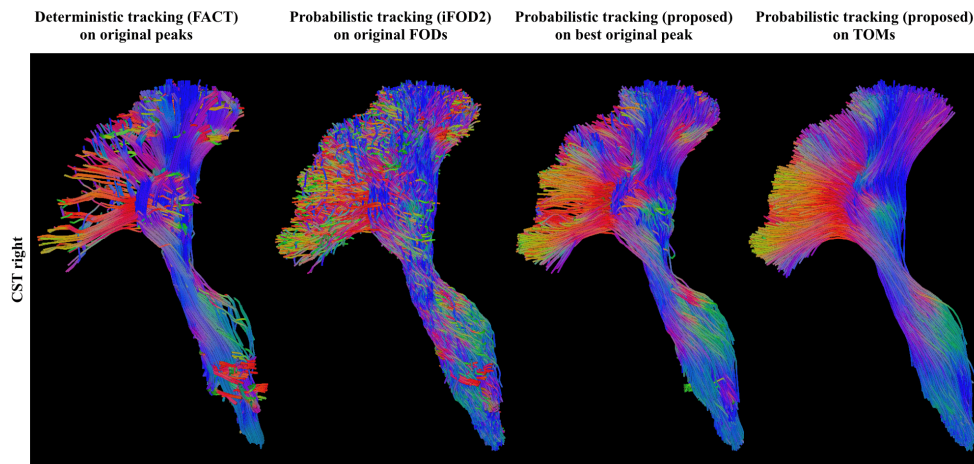 Deterministic tracking (FACT)
on original peaks
Probabilistic tracking (iFOD2)
on original FODs
Probabilistic tracking (proposed)
on best original peak
Probabilistic tracking (proposed)
on TOMs
CST right